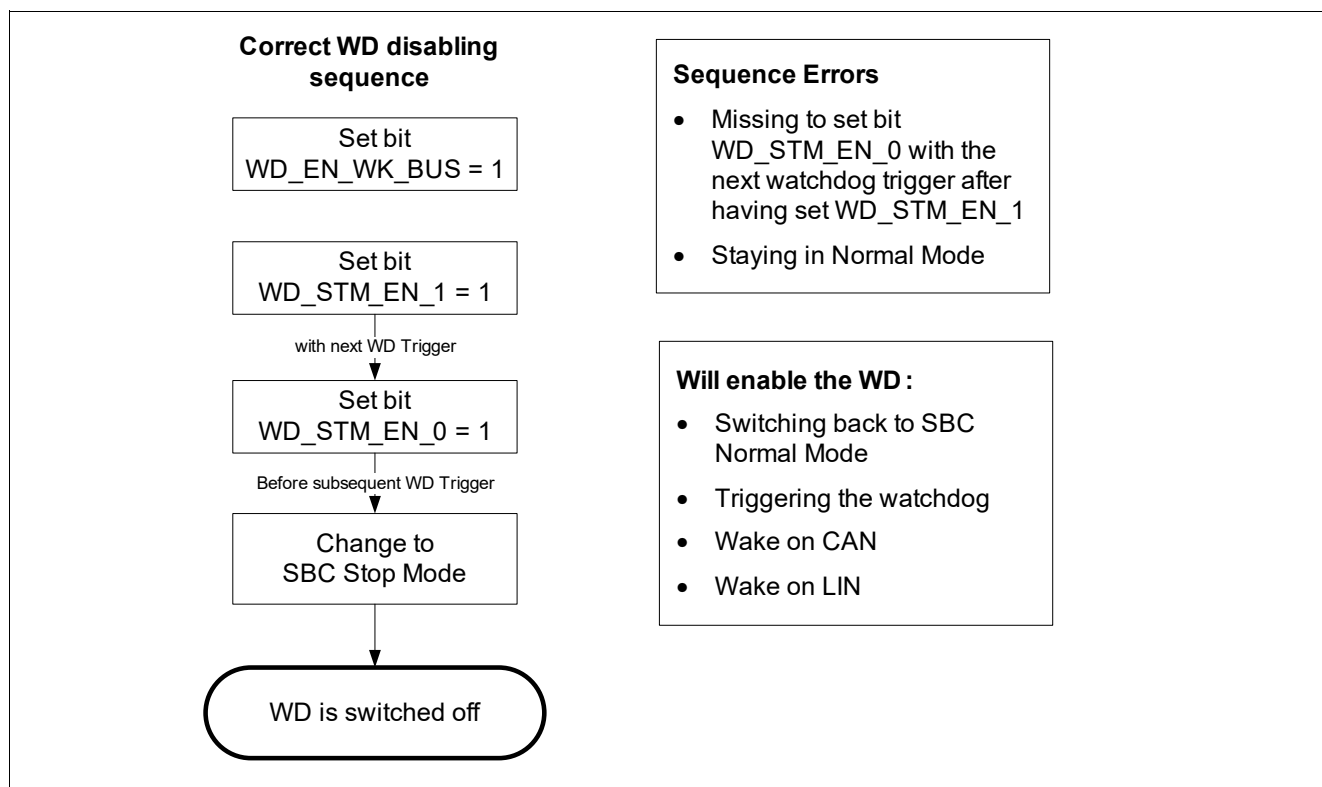 Correct WD disabling
sequence
Set bit
WD_EN_WK_BUS = 1
Set bit
WD_STM_EN_1 = 1
with next WD Trigger
Set bit
WD_STM_EN_0 = 1
Before subsequent WD Trigger
Change to
SBC Stop Mode
WD is switched off
Sequence Errors
• Missing to set bit
WD_STM_EN_0 with the
next watchdog trigger after
having set WD_STM_EN_1
• Staying in Normal Mode
Will enable the WD :
• Switching back to SBC
Normal Mode
• Triggering the watchdog
• Wake on CAN
• Wake on LIN